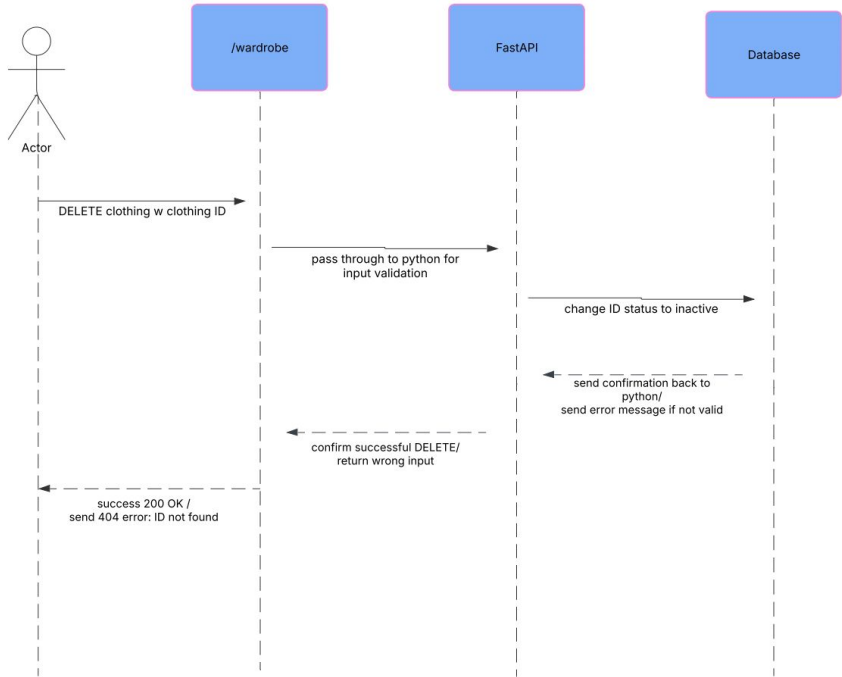 /wardrobe
FastAPI
Database
Actor
DELETE clothing w clothing ID
pass through to python for
input validation
change ID status to inactive
send confirmation back to
python/
send error message if not valid
confirm successful DELETE/
return wrong input
success 200 OK /
send 404 error: ID not found